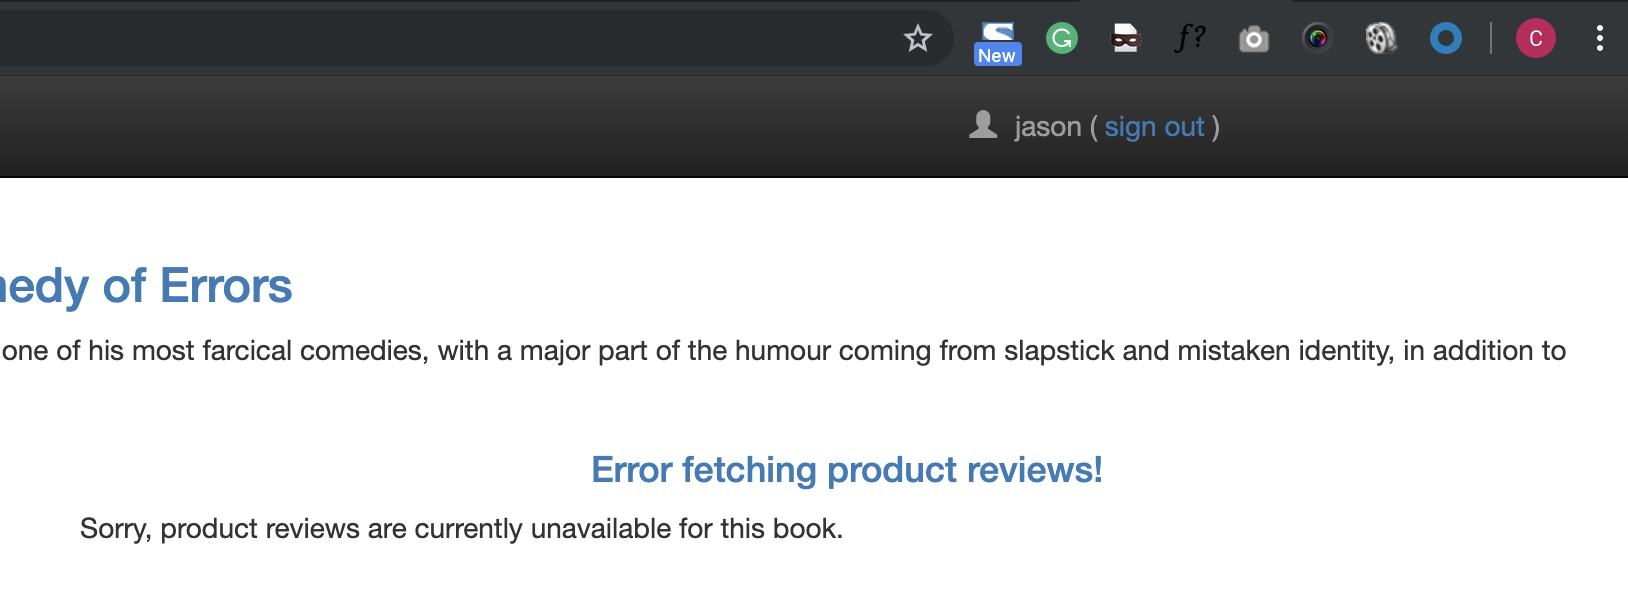 New
f?
C
jason ( sign out )
edy of Errors
one of his most farcical comedies, with a major part of the humour coming from slapstick and mistaken identity, in addition to
Error fetching product reviews!
Sorry, product reviews are currently unavailable for this book.